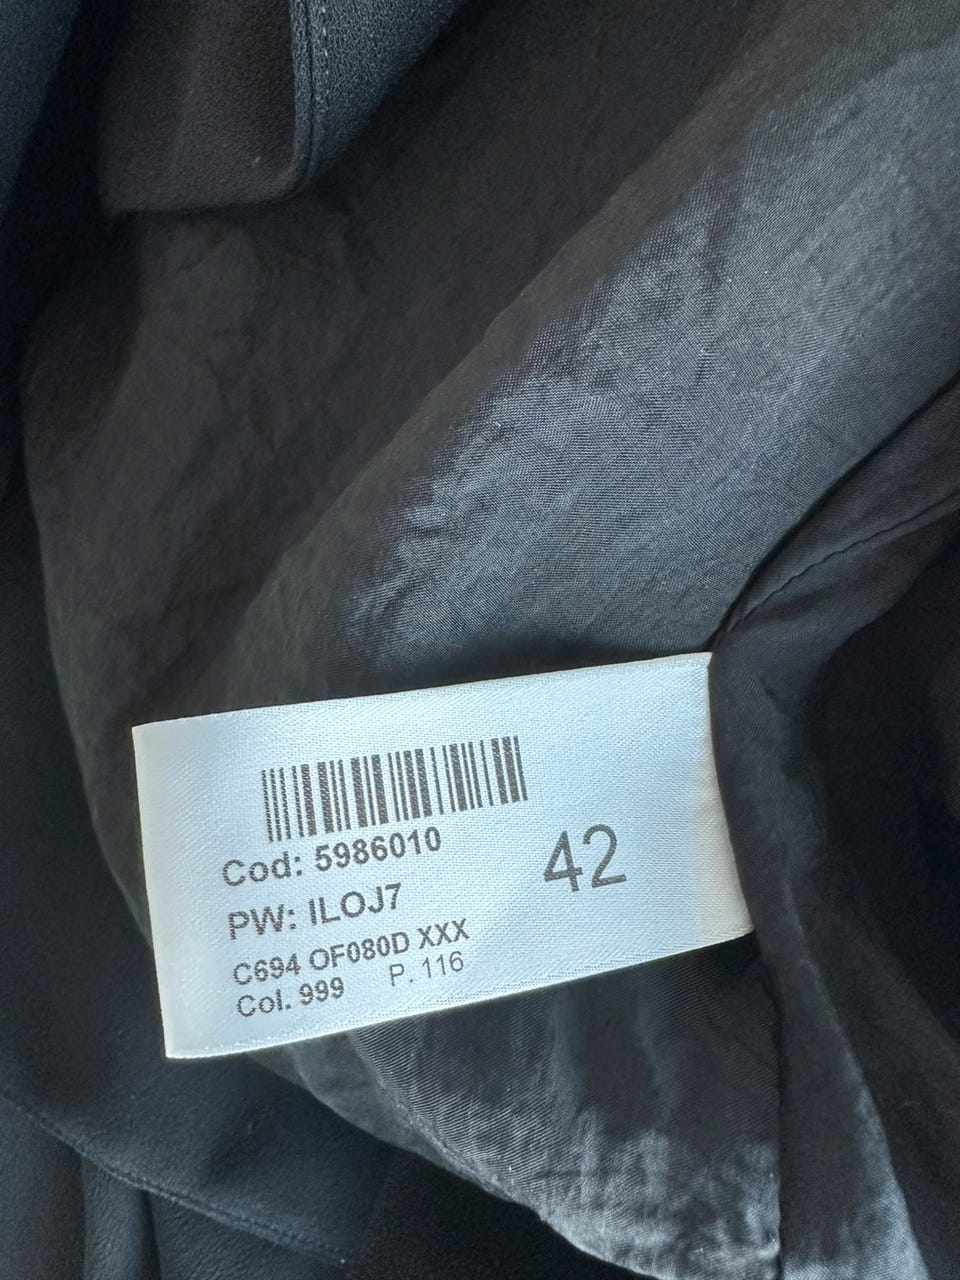 Cod: 5986010
42
PW: ILOJ7
C694 OF080D XXX
Col. 999 P. 116